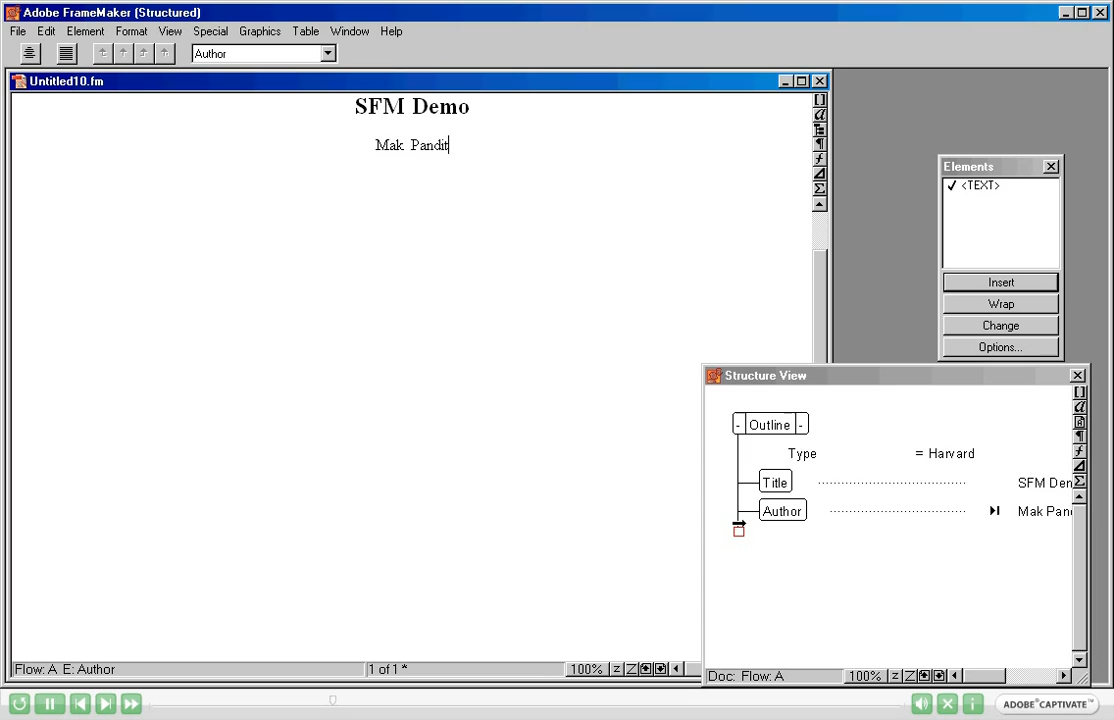 Adobe FrameMaker (Structured)
File Edit Element Format View Special Graphics Table Window Help
Author
Untitled10.fm
SFM Demo
Mak Pandit
Elements
✓ <TEXT>
Insert
Wrap
Change
Options...
Structure View
- Outline -
Type = Harvard
Title SFM Dem
Author Mak Pan
Flow: A E: Author 1 of 1 * 100%
Doc: Flow: A 100%
ADOBE® CAPTIVATE™